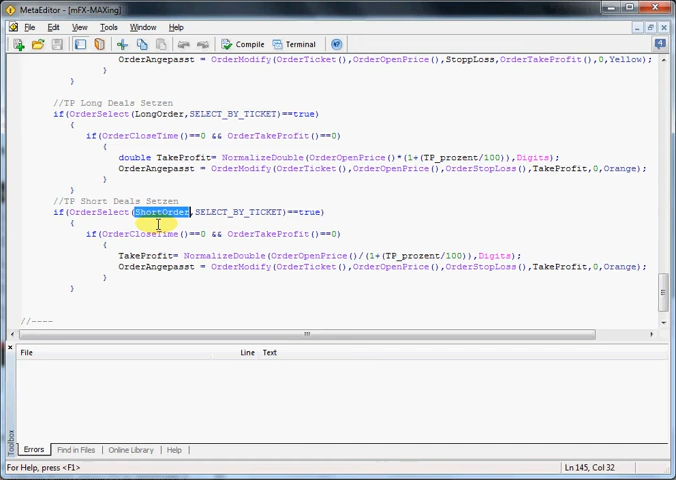 MetaEditor - [mFX-MAXing]
File Edit Search Tools Window Help
Compile Terminal 4
OrderAngepasst = OrderModify(OrderTicket(),OrderOpenPrice(),StoppLoss,OrderTakeProfit(),0,Yellow);
}
}
//TP Long Deals Setzen
if(OrderSelect(LongOrder,SELECT_BY_TICKET)==true)
{
if(OrderCloseTime()==0 && OrderTakeProfit()==0)
{
double TakeProfit= NormalizeDouble(OrderOpenPrice()*(1+(TP_prozent/100)),Digits);
OrderAngepasst = OrderModify(OrderTicket(),OrderOpenPrice(),OrderStopLoss(),TakeProfit,0,Orange);
}
}
//TP Short Deals Setzen
if(OrderSelect(ShortOrder,SELECT_BY_TICKET)==true)
{
if(OrderCloseTime()==0 && OrderTakeProfit()==0)
{
TakeProfit= NormalizeDouble(OrderOpenPrice()/(1+(TP_prozent/100)),Digits);
OrderAngepasst = OrderModify(OrderTicket(),OrderOpenPrice(),OrderStopLoss(),TakeProfit,0,Orange);
}
}
//----
File Line Text
Toolbox
Errors Find in Files Online Library Help
For Help, press <F1> Ln 145, Col 32